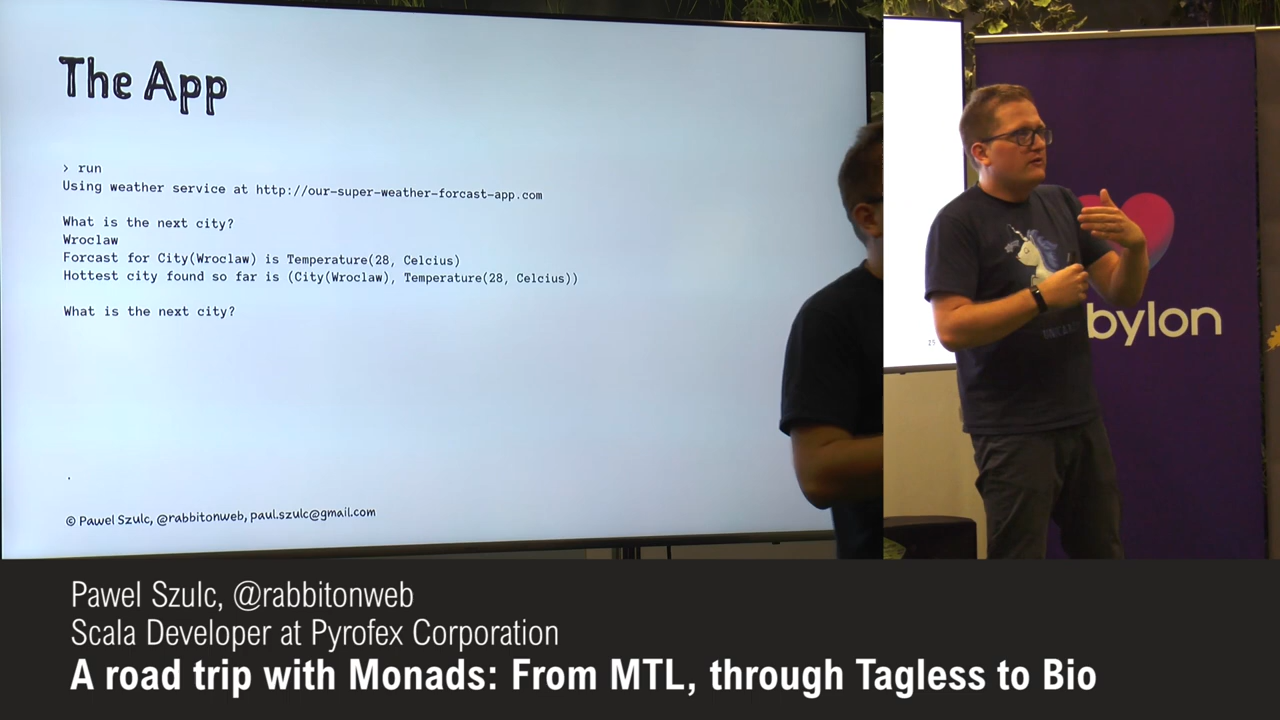 The App
> run
Using weather service at http://our-super-weather-forcast-app.com
What is the next city?
Wroclaw
Forcast for City(Wroclaw) is Temperature(28, Celcius)
Hottest city found so far is (City(Wroclaw), Temperature(28, Celcius))
What is the next city?
© Pawel Szulc, @rabbitonweb, paul.szulc@gmail.com
bylon
Pawel Szulc, @rabbitonweb
Scala Developer at Pyrofex Corporation
A road trip with Monads: From MTL, through Tagless to Bio